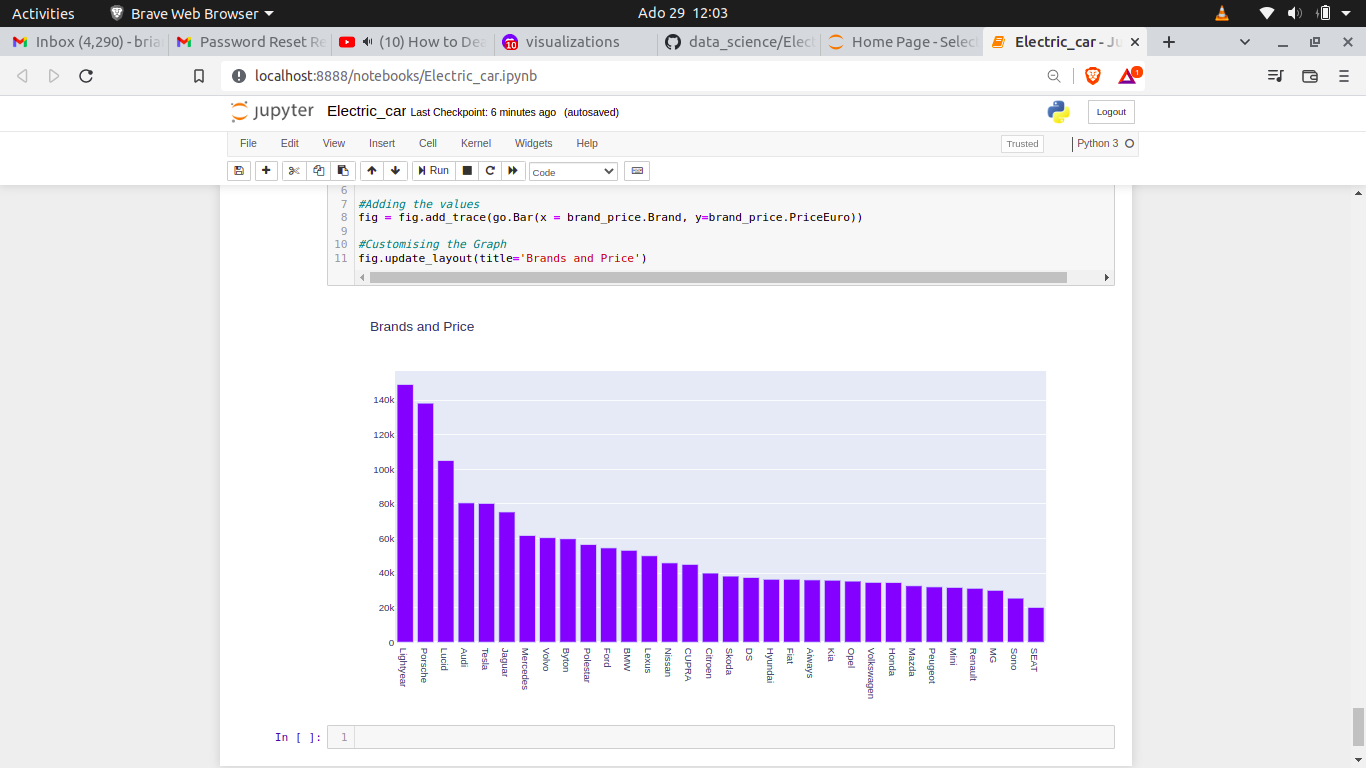 Activities
Brave Web Browser
Ado 29 12:03
Inbox (4,290) - bria
Password Reset Re
(10) How to Dea
10
visualizations
data_science/Elect
Home Page - Select
Electric_car - Ju
localhost:8888/notebooks/Electric_car.ipynb
1
jupyter
Electric_car Last Checkpoint: 6 minutes ago (autosaved)
Logout
File Edit View Insert Cell Kernel Widgets Help
Trusted
Python 3
Run
Code
6
7 #Adding the values
8 fig = fig.add_trace(go.Bar(x = brand_price.Brand, y=brand_price.PriceEuro))
9
10 #Customising the Graph
11 fig.update_layout(title='Brands and Price')
Brands and Price
140k
120k
100k
80k
60k
40k
20k
0
Lightyear
Porsche
Lucid
Audi
Tesla
Jaguar
Mercedes
Volvo
Byton
Polestar
Ford
BMW
Lexus
Nissan
CUPRA
Citroen
Skoda
DS
Hyundai
Fiat
Aiways
Kia
Opel
Volkswagen
Honda
Mazda
Peugeot
Mini
Renault
MG
Sono
SEAT
In [ ]: 1